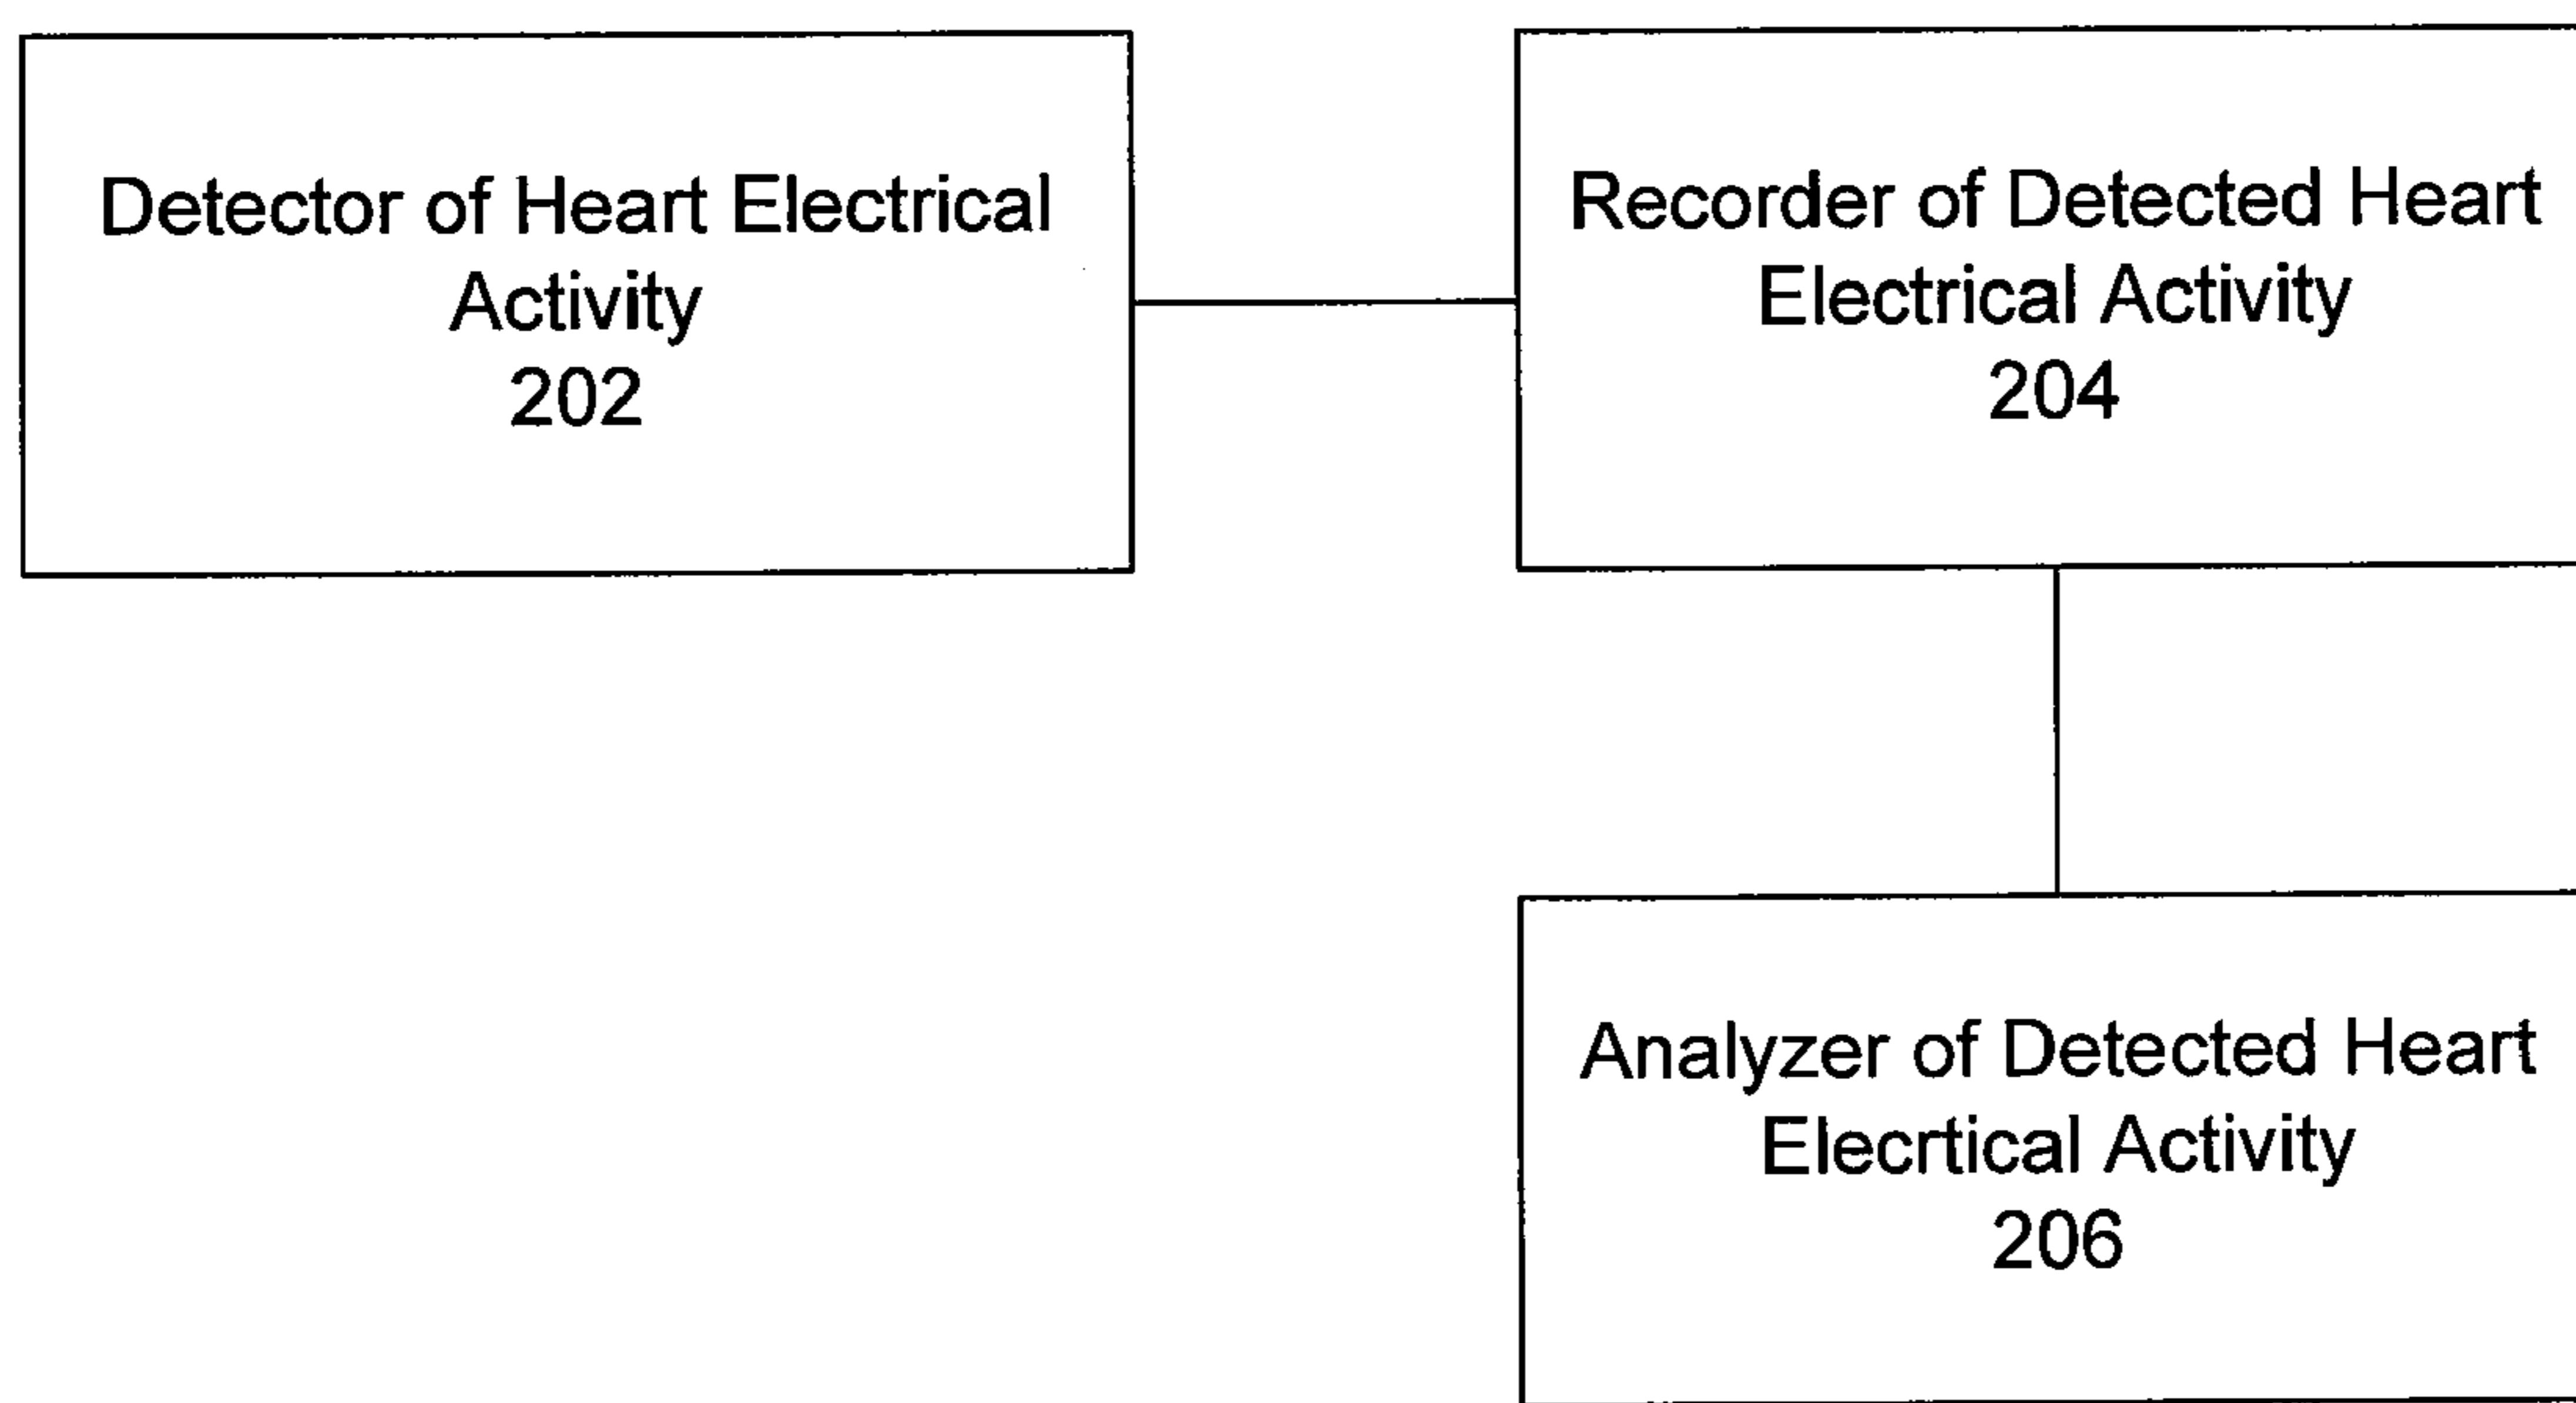 Detector of Heart Electrical
Activity
202
Recorder of Detected Heart
Electrical Activity
204
Analyzer of Detected Heart
Elecrtical Activity
206